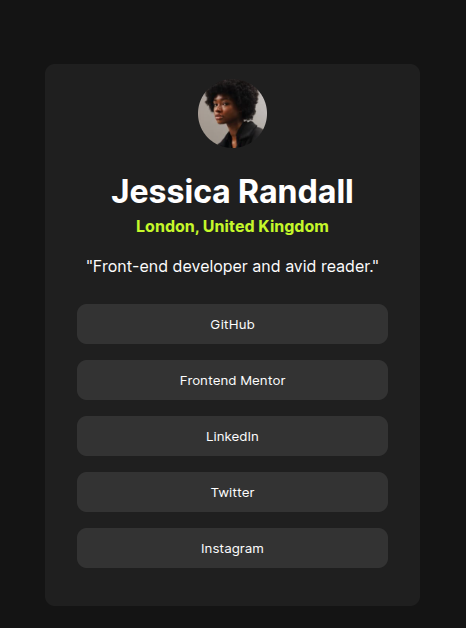 Jessica Randall
London, United Kingdom
"Front-end developer and avid reader."
GitHub
Frontend Mentor
LinkedIn
Twitter
Instagram